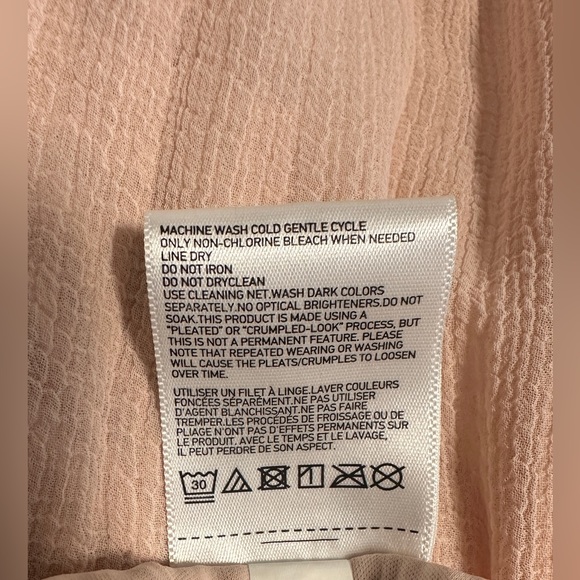 MACHINE WASH COLD GENTLE CYCLE
ONLY NON-CHLORINE BLEACH WHEN NEEDED
LINE DRY
DO NOT IRON
DO NOT DRYCLEAN
USE CLEANING NET.WASH DARK COLORS
SEPARATELY.NO OPTICAL BRIGHTENERS.DO NOT
SOAK.THIS PRODUCT IS MADE USING A
"PLEATED" OR "CRUMPLED-LOOK" PROCESS, BUT
THIS IS NOT A PERMANENT FEATURE. PLEASE
NOTE THAT REPEATED WEARING OR WASHING
WILL CAUSE THE PLEATS/CRUMPLES TO LOOSEN
OVER TIME.
UTILISER UN FILET À LINGE.LAVER COULEURS
FONCÉES SÉPARÉMENT.NE PAS UTILISER
D'AGENT BLANCHISSANT.NE PAS FAIRE
TREMPER.LES PROCÉDÉS DE FROISSAGE OU DE
PLIAGE N'ONT PAS D'EFFETS PERMANENTS SUR
LE PRODUIT. AVEC LE TEMPS ET LE LAVAGE,
IL PEUT PERDRE DE SON ASPECT.
30